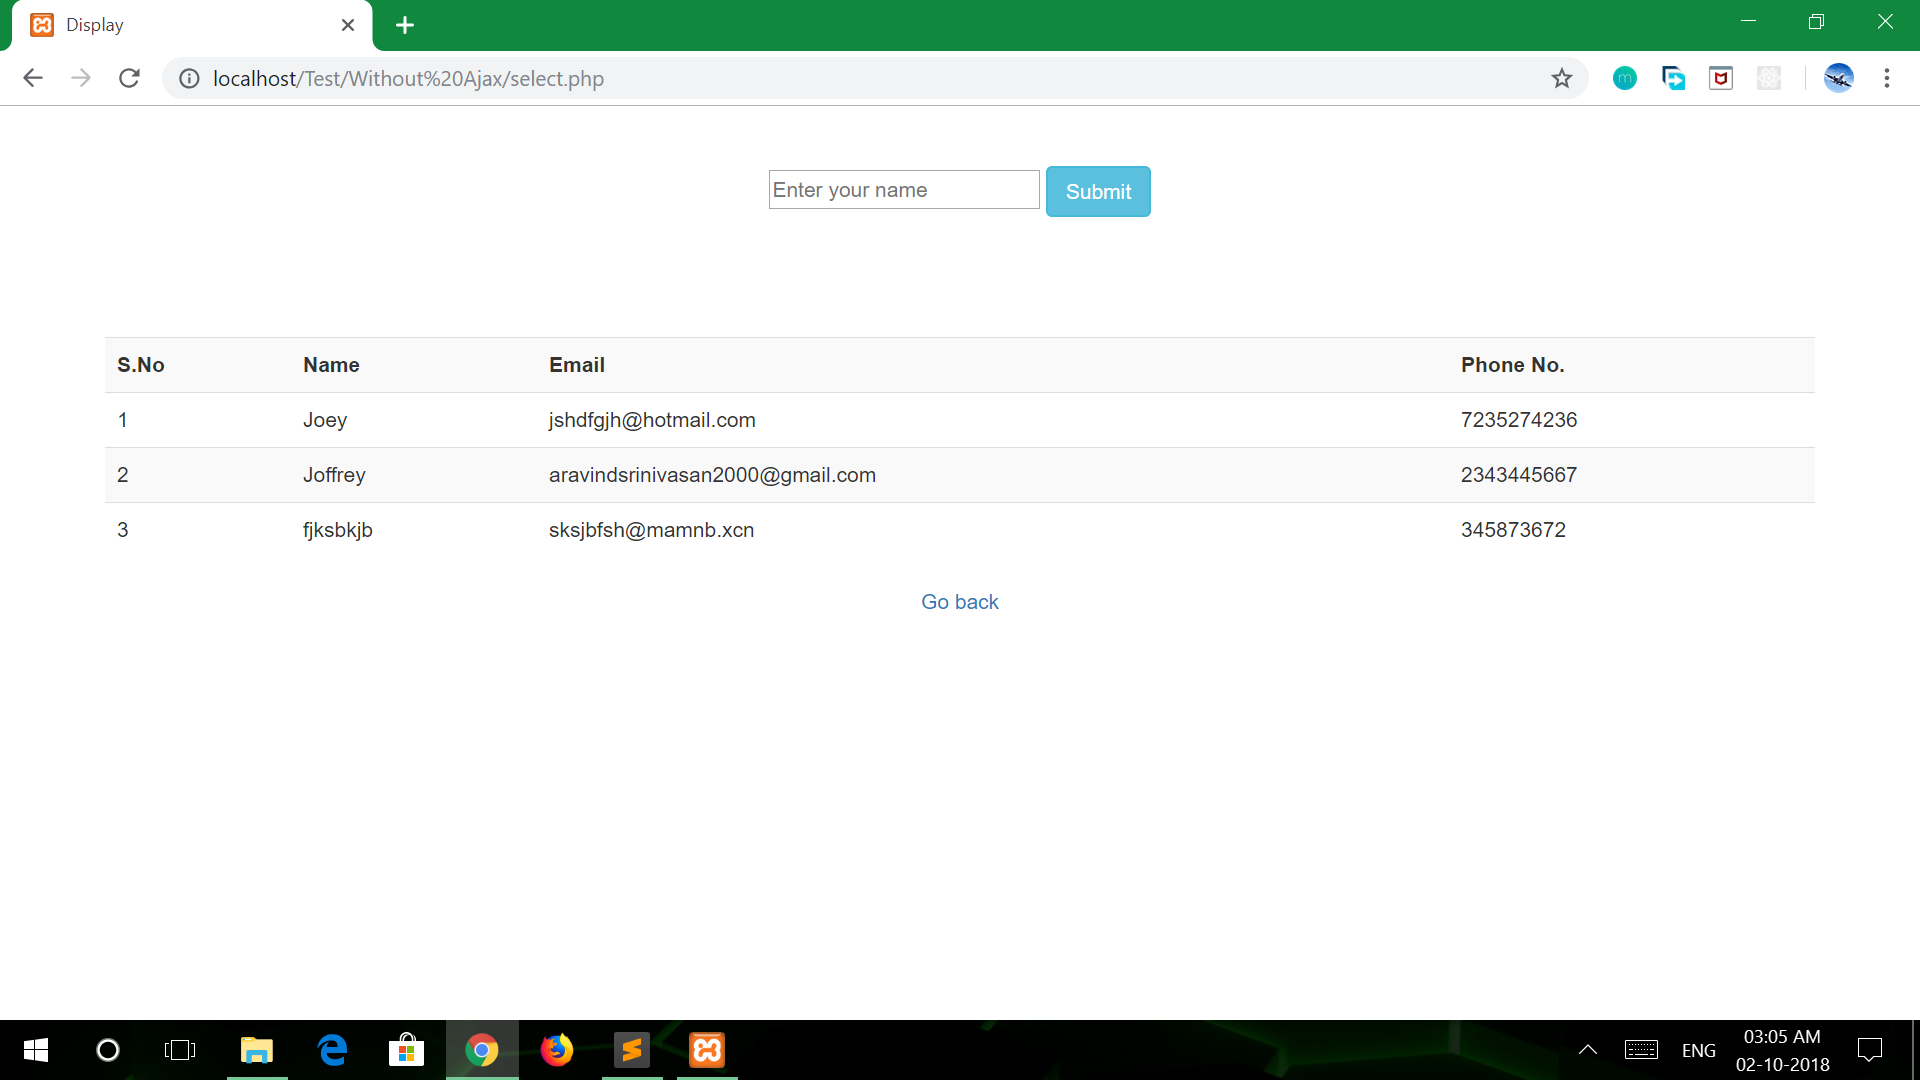 Display
localhost/Test/Without%20Ajax/select.php
Enter your name Submit
S.No Name Email Phone No.
1 Joey jshdfgjh@hotmail.com 7235274236
2 Joffrey aravindsrinivasan2000@gmail.com 2343445667
3 fjksbkjb sksjbfsh@mamnb.xcn 345873672
Go back
ENG
03:05 AM
02-10-2018